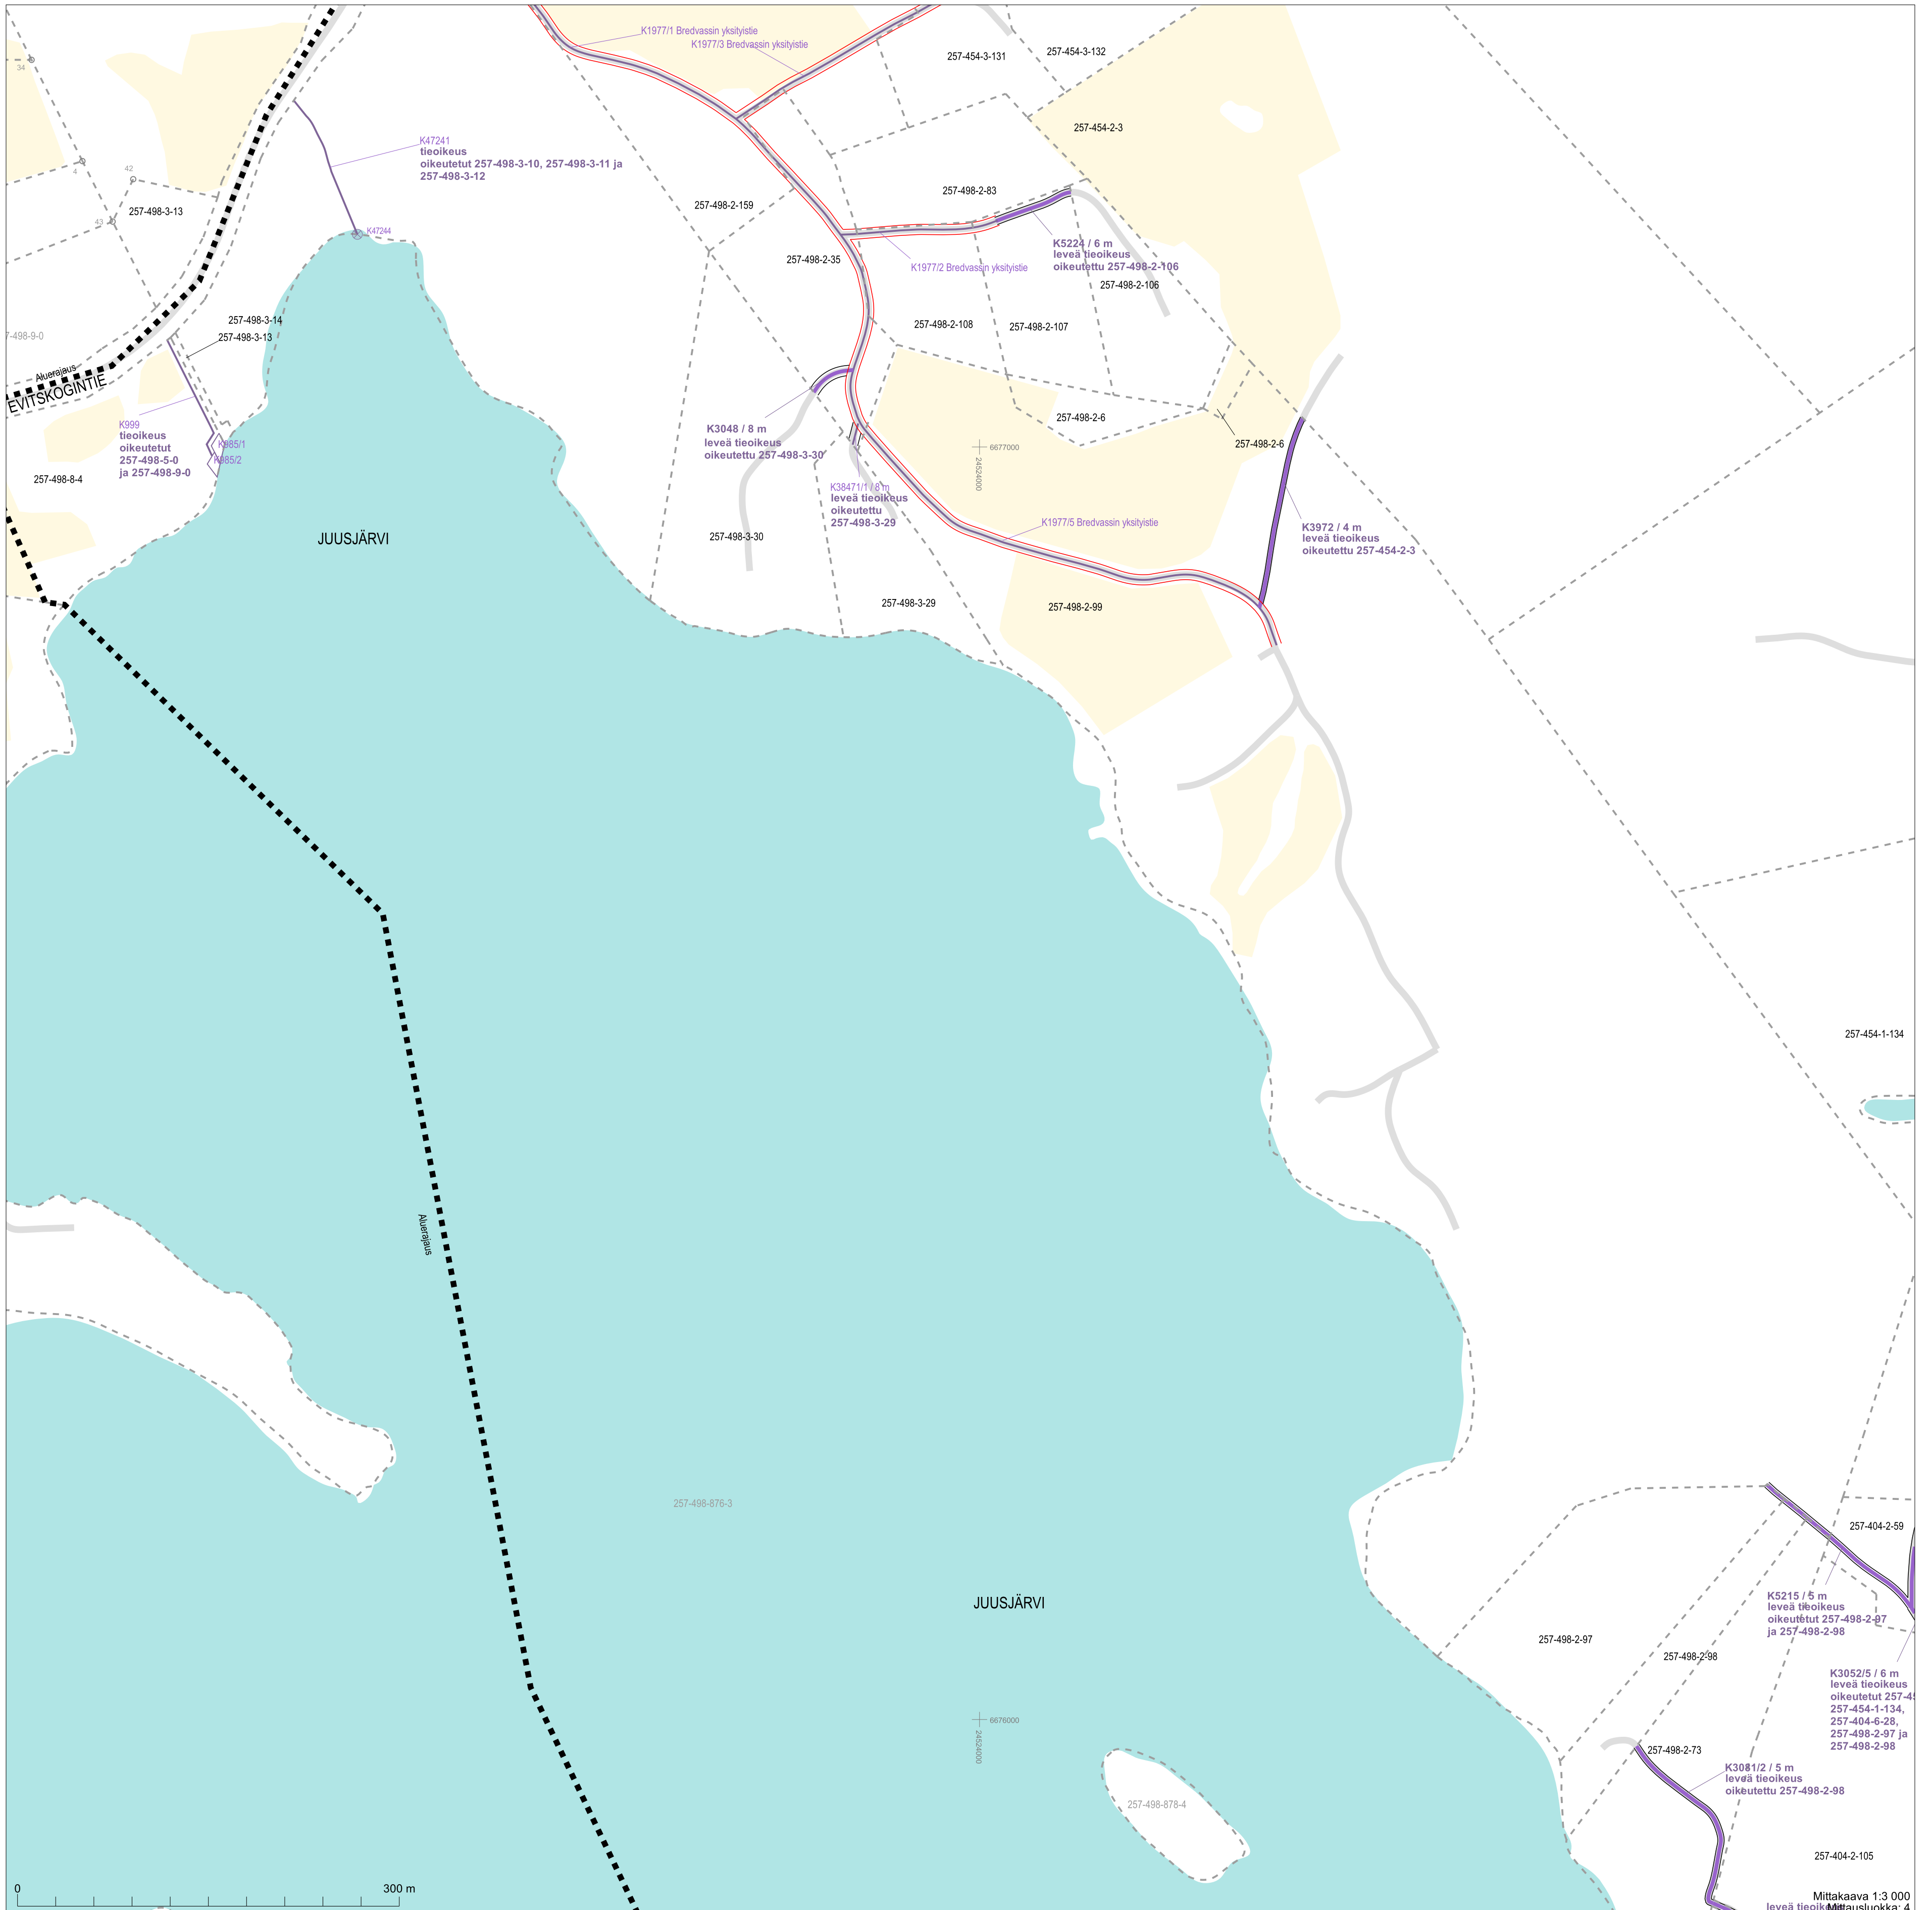 K1977/1 Bredvassin yksityistie
K1977/3 Bredvassin yksityistie
257-454-3-131
257-454-3-132
34
257-454-2-3
K47241
tieoikeus
oikeutetut 257-498-3-10, 257-498-3-11 ja
257-498-3-12
4
42
257-498-3-13
43
257-498-2-159
257-498-2-83
K47244
K5224 / 6 m
leveä tieoikeus
oikeutettu 257-498-2-106
257-498-2-35
K1977/2 Bredvassin yksityistie
257-498-2-106
257-498-3-14
257-498-3-13
257-498-2-108
257-498-2-107
7-498-9-0
Aluerajaus
EVITSKOGINTIE
K999
tieoikeus
oikeutetut
257-498-5-0
ja 257-498-9-0
K985/1
K985/2
257-498-8-4
K3048 / 8 m
leveä tieoikeus
oikeutettu 257-498-3-30
257-498-2-6
257-498-2-6
6677000
24524000
K38471/1 / 8 m
leveä tieoikeus
oikeutettu
257-498-3-29
K1977/5 Bredvassin yksityistie
K3972 / 4 m
leveä tieoikeus
oikeutettu 257-454-2-3
JUUSJÄRVI
257-498-3-30
257-498-3-29
257-498-2-99
257-454-1-134
Aluerajaus
257-498-876-3
JUUSJÄRVI
257-404-2-59
K5215 / 5 m
leveä tieoikeus
oikeutetut 257-498-2-97
ja 257-498-2-98
257-498-2-97
257-498-2-98
K3052/5 / 6 m
leveä tieoikeus
oikeutetut 257-45
257-454-1-134,
257-404-6-28,
257-498-2-97 ja
257-498-2-98
6676000
24524000
257-498-2-73
K3081/2 / 5 m
leveä tieoikeus
oikeutettu 257-498-2-98
257-498-878-4
257-404-2-105
0
300 m
Mittakaava 1:3 000
leveä tieoikeus
Mittausluokka: 4